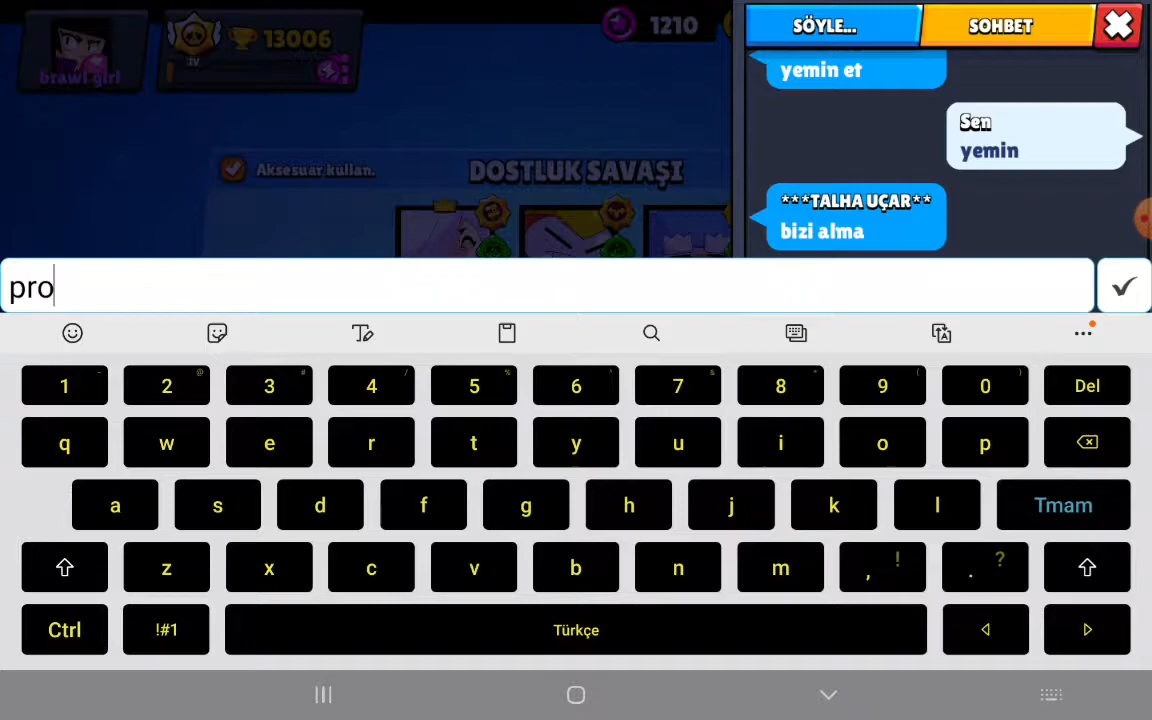 brawl girl
IV
13006
1210
SÖYLE...
SOHBET
yemin et
Sen
yemin
***TALHA UÇAR**
bizi alma
Aksesuar kullan.
DOSTLUK SAVAŞI
pro
1 2 3 4 5 6 7 8 9 0 Del
q w e r t y u i o p
a s d f g h j k l Tmam
z x c v b n m , ! . ?
Ctrl !#1 Türkçe